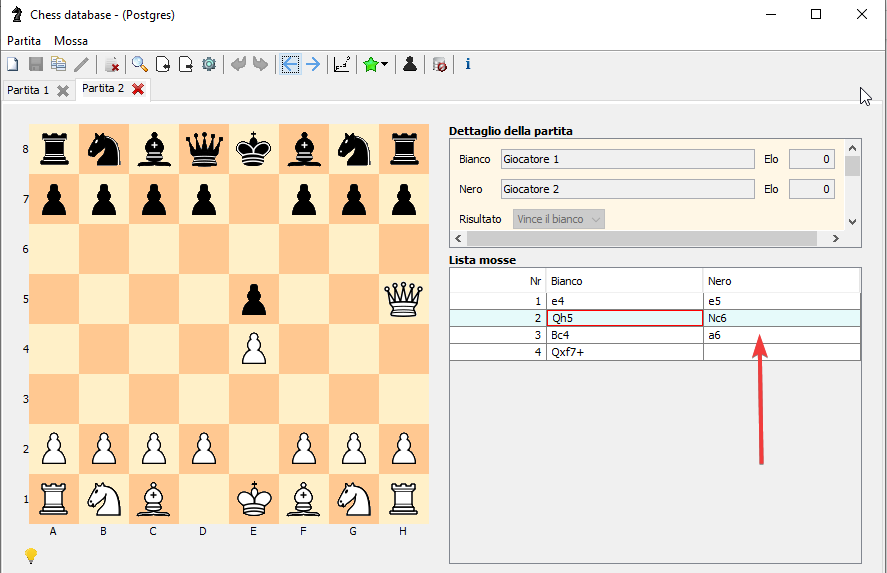 Chess database - (Postgres)
Partita Mossa
Partita 1 Partita 2
8
7
6
5
4
3
2
1
A B C D E F G H
Dettaglio della partita
Bianco Giocatore 1 Elo 0
Nero Giocatore 2 Elo 0
Risultato Vince il bianco
Lista mosse
Nr Bianco Nero
1 e4 e5
2 Qh5 Nc6
3 Bc4 a6
4 Qxf7+